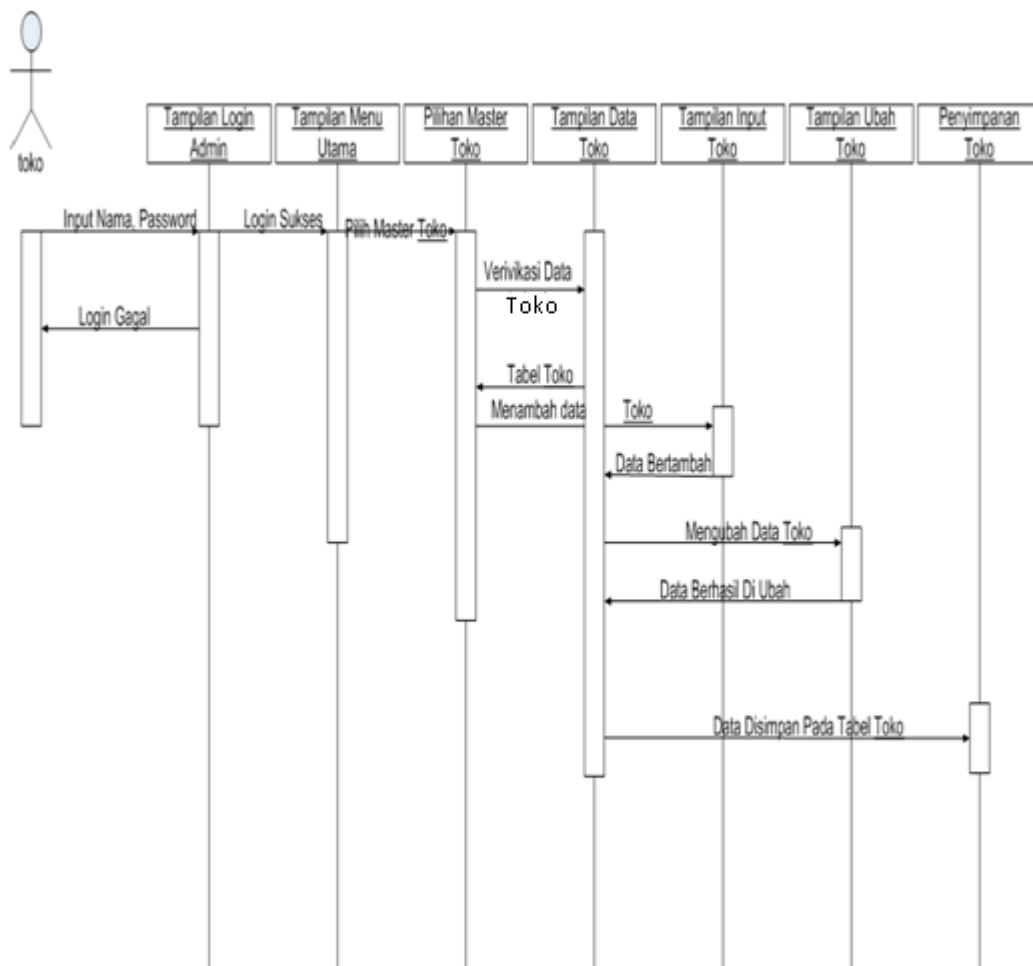 toko
Tampilan Login
Admin
Tampilan Menu
Utama
Pilihan Master
Toko
Tampilan Data
Toko
Tampilan Input
Toko
Tampilan Ubah
Toko
Penyimpanan
Toko
Input Nama, Password
Login Sukses
Pilih Master Toko
Verivikasi Data
Toko
Login Gagal
Tabel Toko
Menambah data
Toko
Data Bertambah
Mengubah Data Toko
Data Berhasil Di Ubah
Data Disimpan Pada Tabel Toko